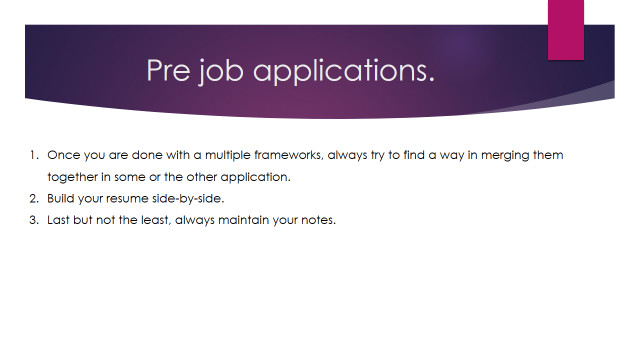 Pre job applications.
1. Once you are done with a multiple frameworks, always try to find a way in merging them
together in some or the other application.
2. Build your resume side-by-side.
3. Last but not the least, always maintain your notes.